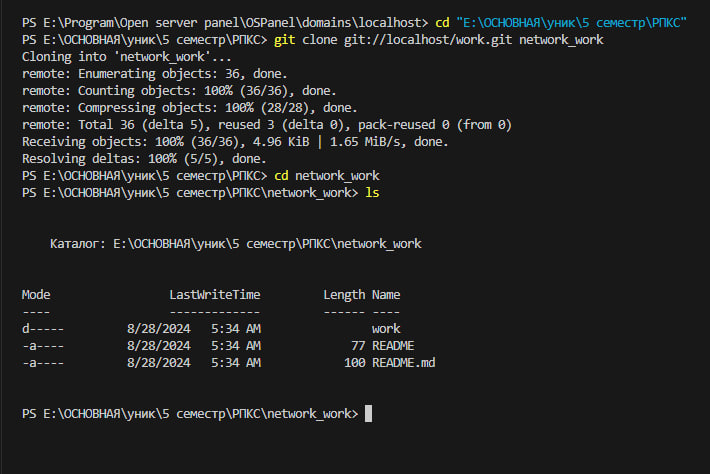 PS E:\Program\Open server panel\OSPanel\domains\localhost> cd "E:\ОСНОВНАЯ\уник\5 семестр\РПКС"
PS E:\ОСНОВНАЯ\уник\5 семестр\РПКС> git clone git://localhost/work.git network_work
Cloning into 'network_work'...
remote: Enumerating objects: 36, done.
remote: Counting objects: 100% (36/36), done.
remote: Compressing objects: 100% (28/28), done.
remote: Total 36 (delta 5), reused 3 (delta 0), pack-reused 0 (from 0)
Receiving objects: 100% (36/36), 4.96 KiB | 1.65 MiB/s, done.
Resolving deltas: 100% (5/5), done.
PS E:\ОСНОВНАЯ\уник\5 семестр\РПКС> cd network_work
PS E:\ОСНОВНАЯ\уник\5 семестр\РПКС\network_work> ls
Каталог: E:\ОСНОВНАЯ\уник\5 семестр\РПКС\network_work
Mode LastWriteTime Length Name
---- ------------- ------ ----
d----- 8/28/2024 5:34 AM work
-a---- 8/28/2024 5:34 AM 77 README
-a---- 8/28/2024 5:34 AM 100 README.md
PS E:\ОСНОВНАЯ\уник\5 семестр\РПКС\network_work>